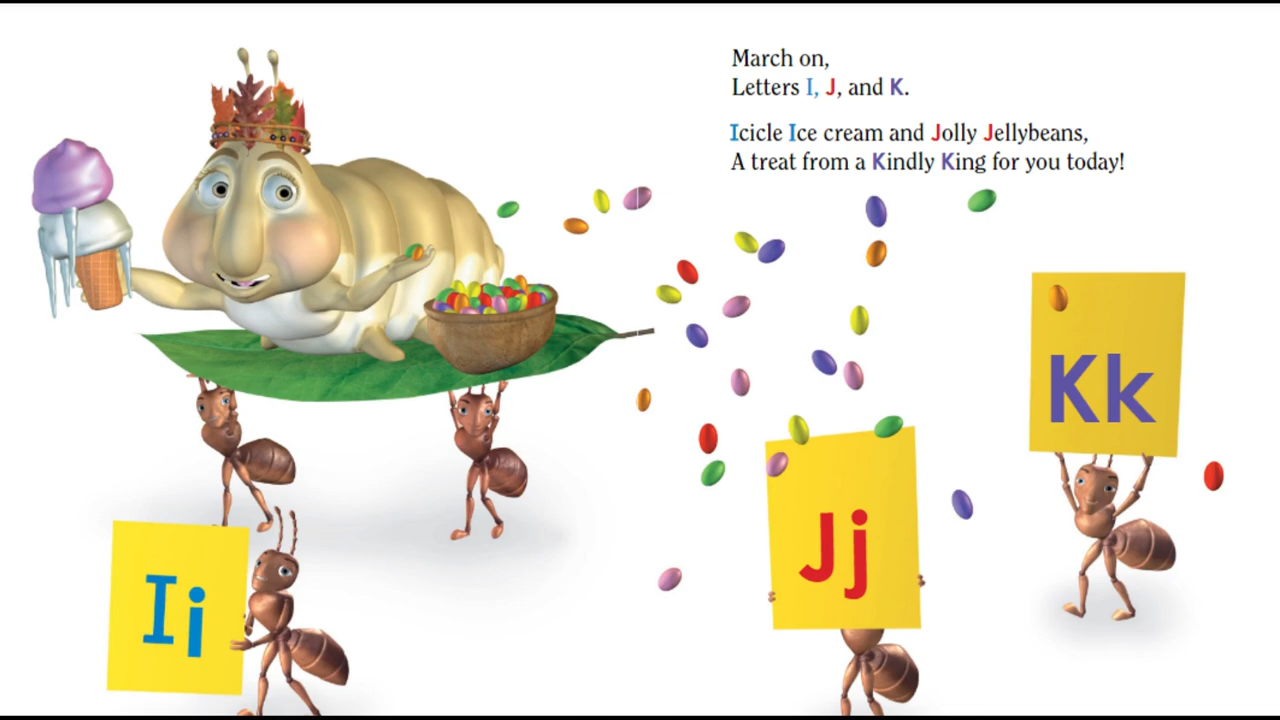 March on,
Letters I, J, and K.
Icicle Ice cream and Jolly Jellybeans,
A treat from a Kindly King for you today!
Kk
Jj
Ii